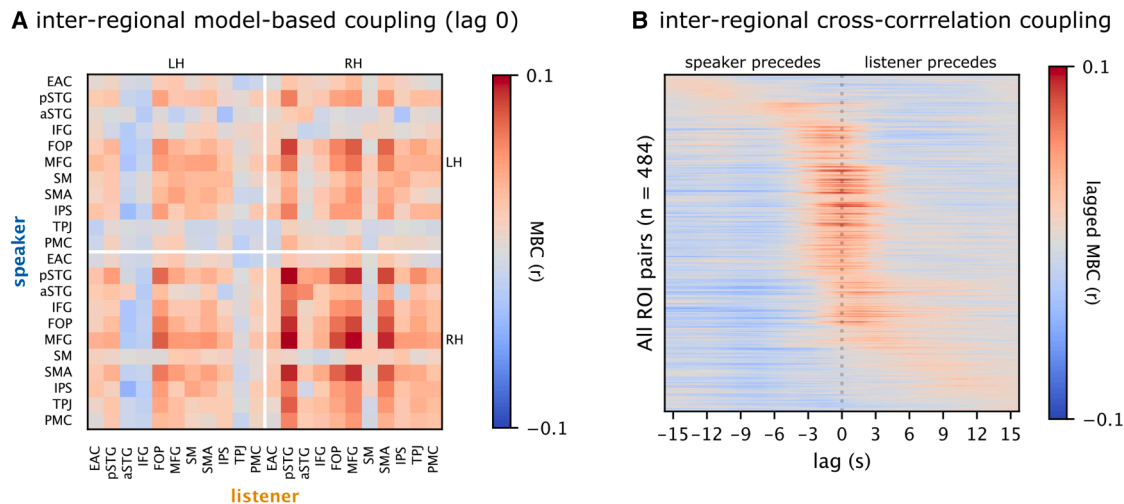 A inter-regional model-based coupling (lag 0)
LH RH
EAC
pSTG
aSTG
IFG
FOP
MFG
SM
SMA
IPS
TPJ
PMC
EAC
pSTG
aSTG
IFG
FOP
MFG
SM
SMA
IPS
TPJ
PMC
speaker
LH
RH
EAC pSTG aSTG IFG FOP MFG SM SMA IPS TPJ PMC EAC pSTG aSTG IFG FOP MFG SM SMA IPS TPJ PMC
listener
0.1
MBC (r)
−0.1
B inter-regional cross-corrrelation coupling
speaker precedes listener precedes
All ROI pairs (n = 484)
-15 -12 -9 -6 -3 0 3 6 9 12 15
lag (s)
0.1
lagged MBC (r)
−0.1